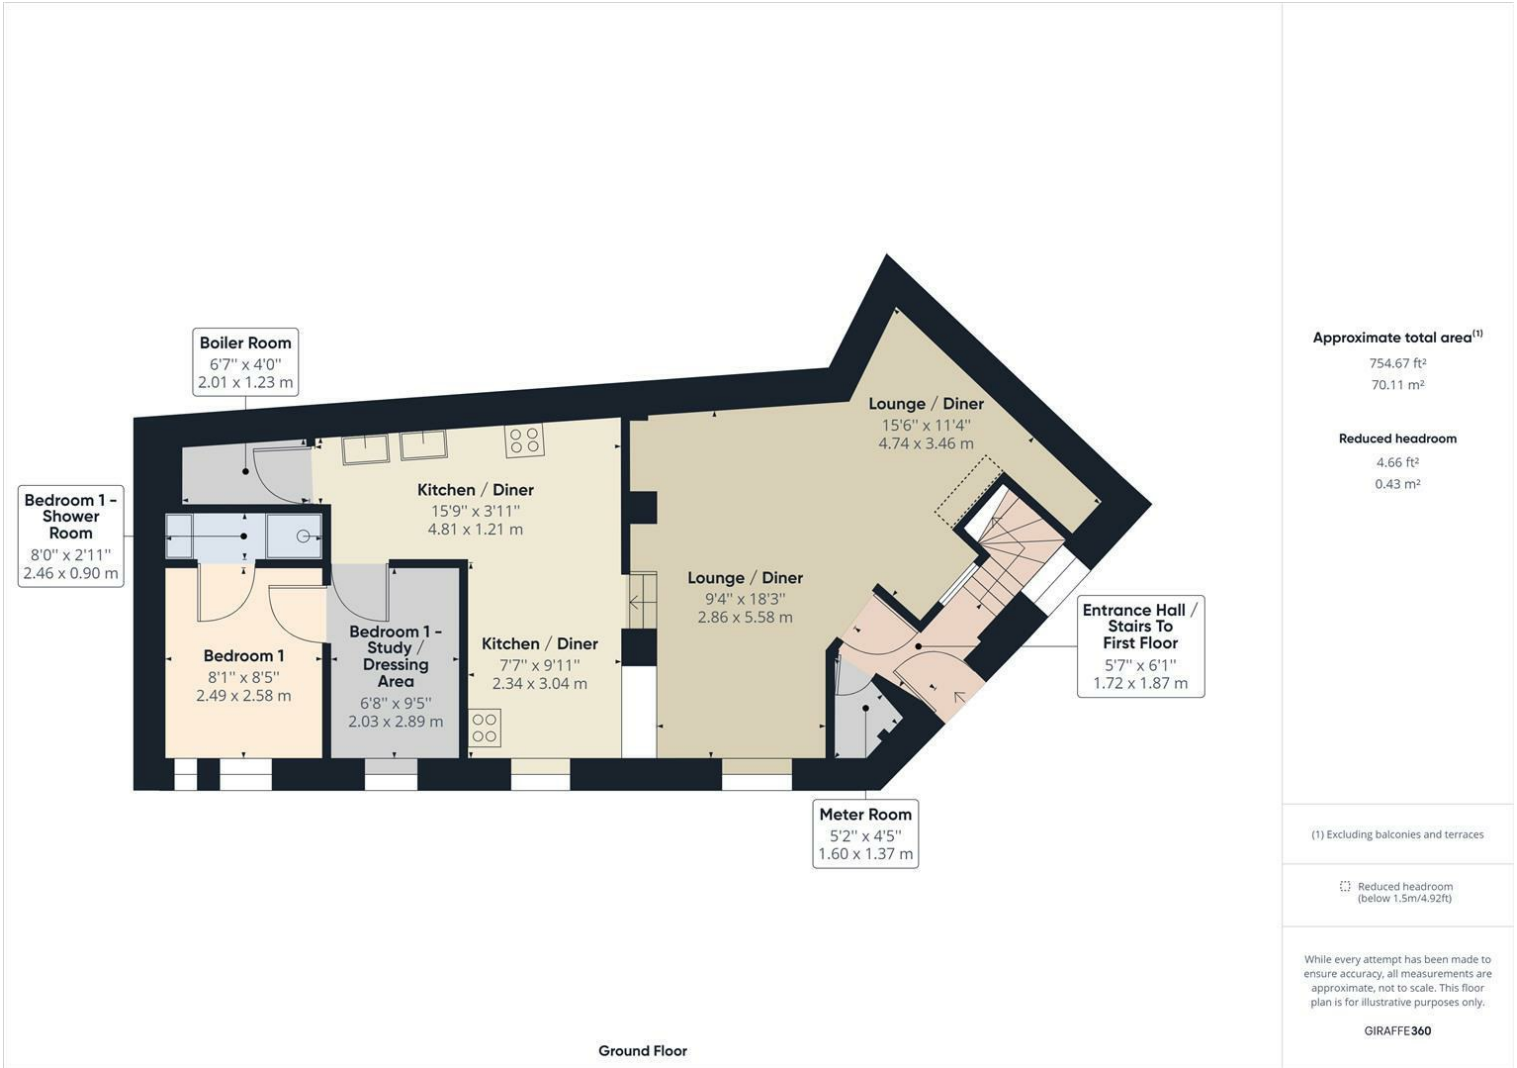 Boiler Room
6'7" x 4'0"
2.01 x 1.23 m
Bedroom 1 -
Shower
Room
8'0" x 2'11"
2.46 x 0.90 m
Kitchen / Diner
15'9" x 3'11"
4.81 x 1.21 m
Lounge / Diner
15'6" x 11'4"
4.74 x 3.46 m
Lounge / Diner
9'4" x 18'3"
2.86 x 5.58 m
Bedroom 1
8'1" x 8'5"
2.49 x 2.58 m
Bedroom 1 -
Study /
Dressing
Area
6'8" x 9'5"
2.03 x 2.89 m
Kitchen / Diner
7'7" x 9'11"
2.34 x 3.04 m
Entrance Hall /
Stairs To
First Floor
5'7" x 6'1"
1.72 x 1.87 m
Meter Room
5'2" x 4'5"
1.60 x 1.37 m
Ground Floor
Approximate total area(1)
754.67 ft²
70.11 m²
Reduced headroom
4.66 ft²
0.43 m²
(1) Excluding balconies and terraces
Reduced headroom
(below 1.5m/4.92ft)
While every attempt has been made to
ensure accuracy, all measurements are
approximate, not to scale. This floor
plan is for illustrative purposes only.
GIRAFFE360